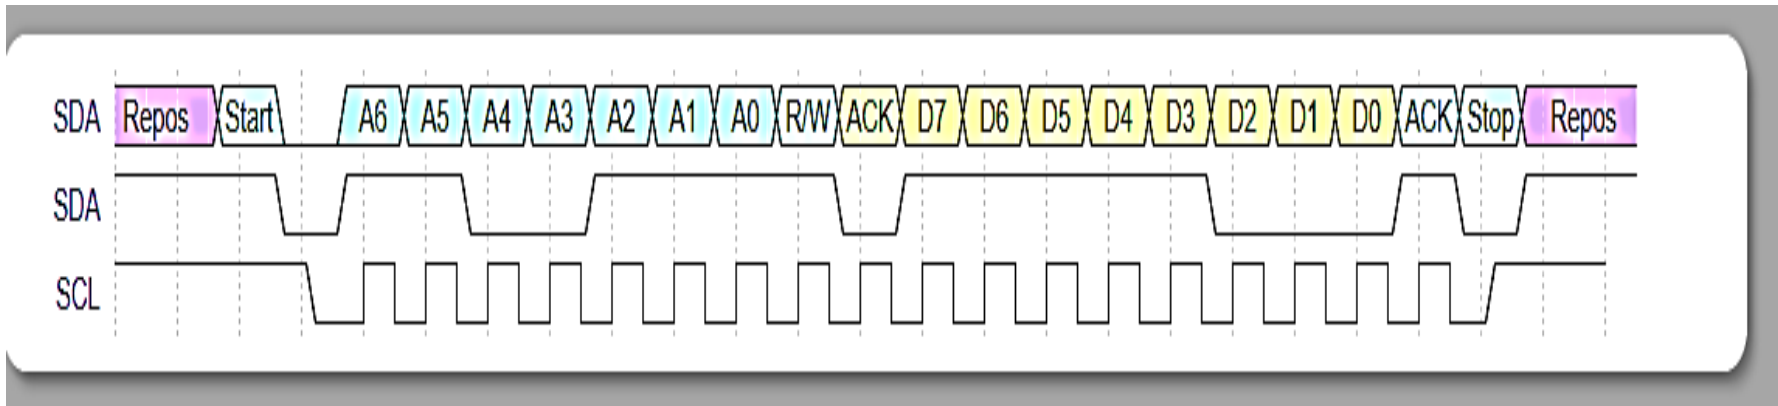 SDA Repos Start A6 A5 A4 A3 A2 A1 A0 R/W ACK D7 D6 D5 D4 D3 D2 D1 D0 ACK Stop Repos
SDA
SCL